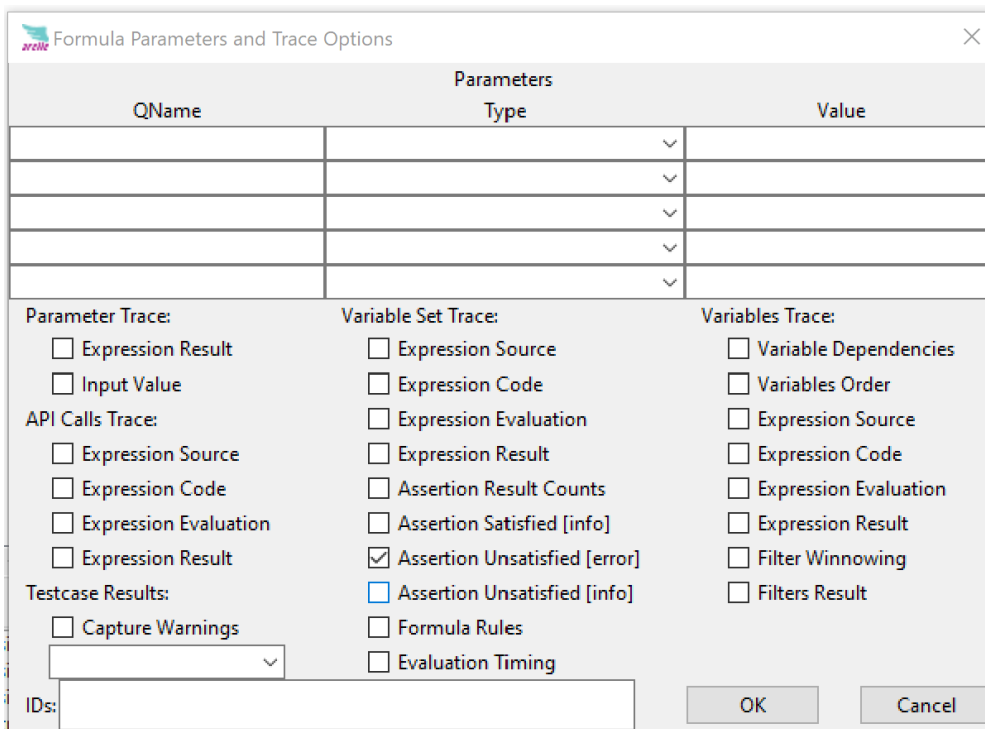 arelle Formula Parameters and Trace Options
Parameters
QName Type Value
Parameter Trace: Variable Set Trace: Variables Trace:
Expression Result Expression Source Variable Dependencies
Input Value Expression Code Variables Order
API Calls Trace: Expression Evaluation Expression Source
Expression Source Expression Result Expression Code
Expression Code Assertion Result Counts Expression Evaluation
Expression Evaluation Assertion Satisfied [info] Expression Result
Expression Result Assertion Unsatisfied [error] Filter Winnowing
Testcase Results: Assertion Unsatisfied [info] Filters Result
Capture Warnings Formula Rules
Evaluation Timing
IDs: OK Cancel